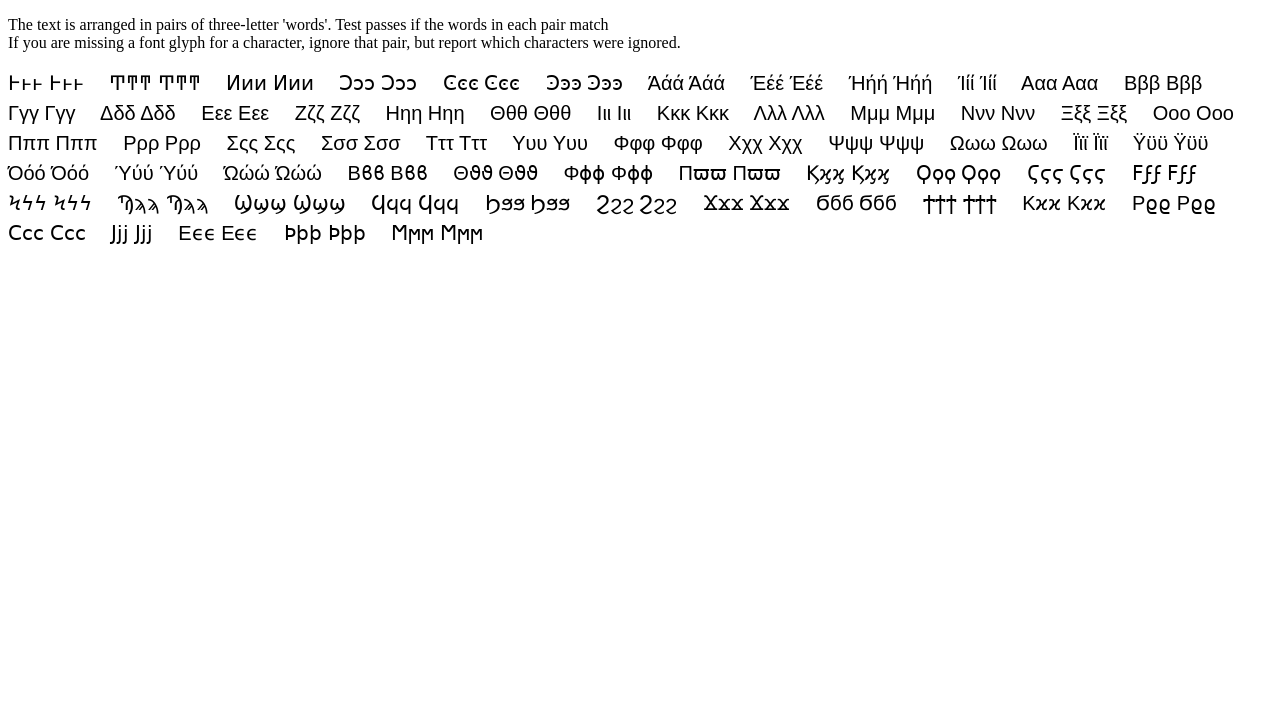 The text is arranged in pairs of three-letter 'words'. Test passes if the words in each pair match
If you are missing a font glyph for a character, ignore that pair, but report which characters were ignored.
Ͱͱͱ Ͱͱͱ Ͳͳͳ Ͳͳͳ Ͷͷͷ Ͷͷͷ Ͻͻͻ Ͻͻͻ Ͼͼͼ Ͼͼͼ Ͽͽͽ Ͽͽͽ Άάά Άάά Έέέ Έέέ Ήήή Ήήή Ίίί Ίίί Ααα Ααα Βββ Βββ
Γγγ Γγγ Δδδ Δδδ Εεε Εεε Ζζζ Ζζζ Ηηη Ηηη Θθθ Θθθ Ιιι Ιιι Κκκ Κκκ Λλλ Λλλ Μμμ Μμμ Ννν Ννν Ξξξ Ξξξ Οοο Οοο
Πππ Πππ Ρρρ Ρρρ Σςς Σςς Σσσ Σσσ Τττ Τττ Υυυ Υυυ Φφφ Φφφ Χχχ Χχχ Ψψψ Ψψψ Ωωω Ωωω Ϊϊϊ Ϊϊϊ Ϋϋϋ Ϋϋϋ
Όόό Όόό Ύύύ Ύύύ Ώώώ Ώώώ Βϐϐ Βϐϐ Θϑϑ Θϑϑ Φϕϕ Φϕϕ Πϖϖ Πϖϖ Ϗϗϗ Ϗϗϗ Ϙϙϙ Ϙϙϙ Ϛϛϛ Ϛϛϛ Ϝϝϝ Ϝϝϝ
Ϟϟϟ Ϟϟϟ Ϡϡϡ Ϡϡϡ Ϣϣϣ Ϣϣϣ Ϥϥϥ Ϥϥϥ Ϧϧϧ Ϧϧϧ Ϩϩϩ Ϩϩϩ Ϫϫϫ Ϫϫϫ Ϭϭϭ Ϭϭϭ Ϯϯϯ Ϯϯϯ Κϰϰ Κϰϰ Ρϱϱ Ρϱϱ
Ϲϲϲ Ϲϲϲ Ϳϳϳ Ϳϳϳ Εϵϵ Εϵϵ Ϸϸϸ Ϸϸϸ Ϻϻϻ Ϻϻϻ